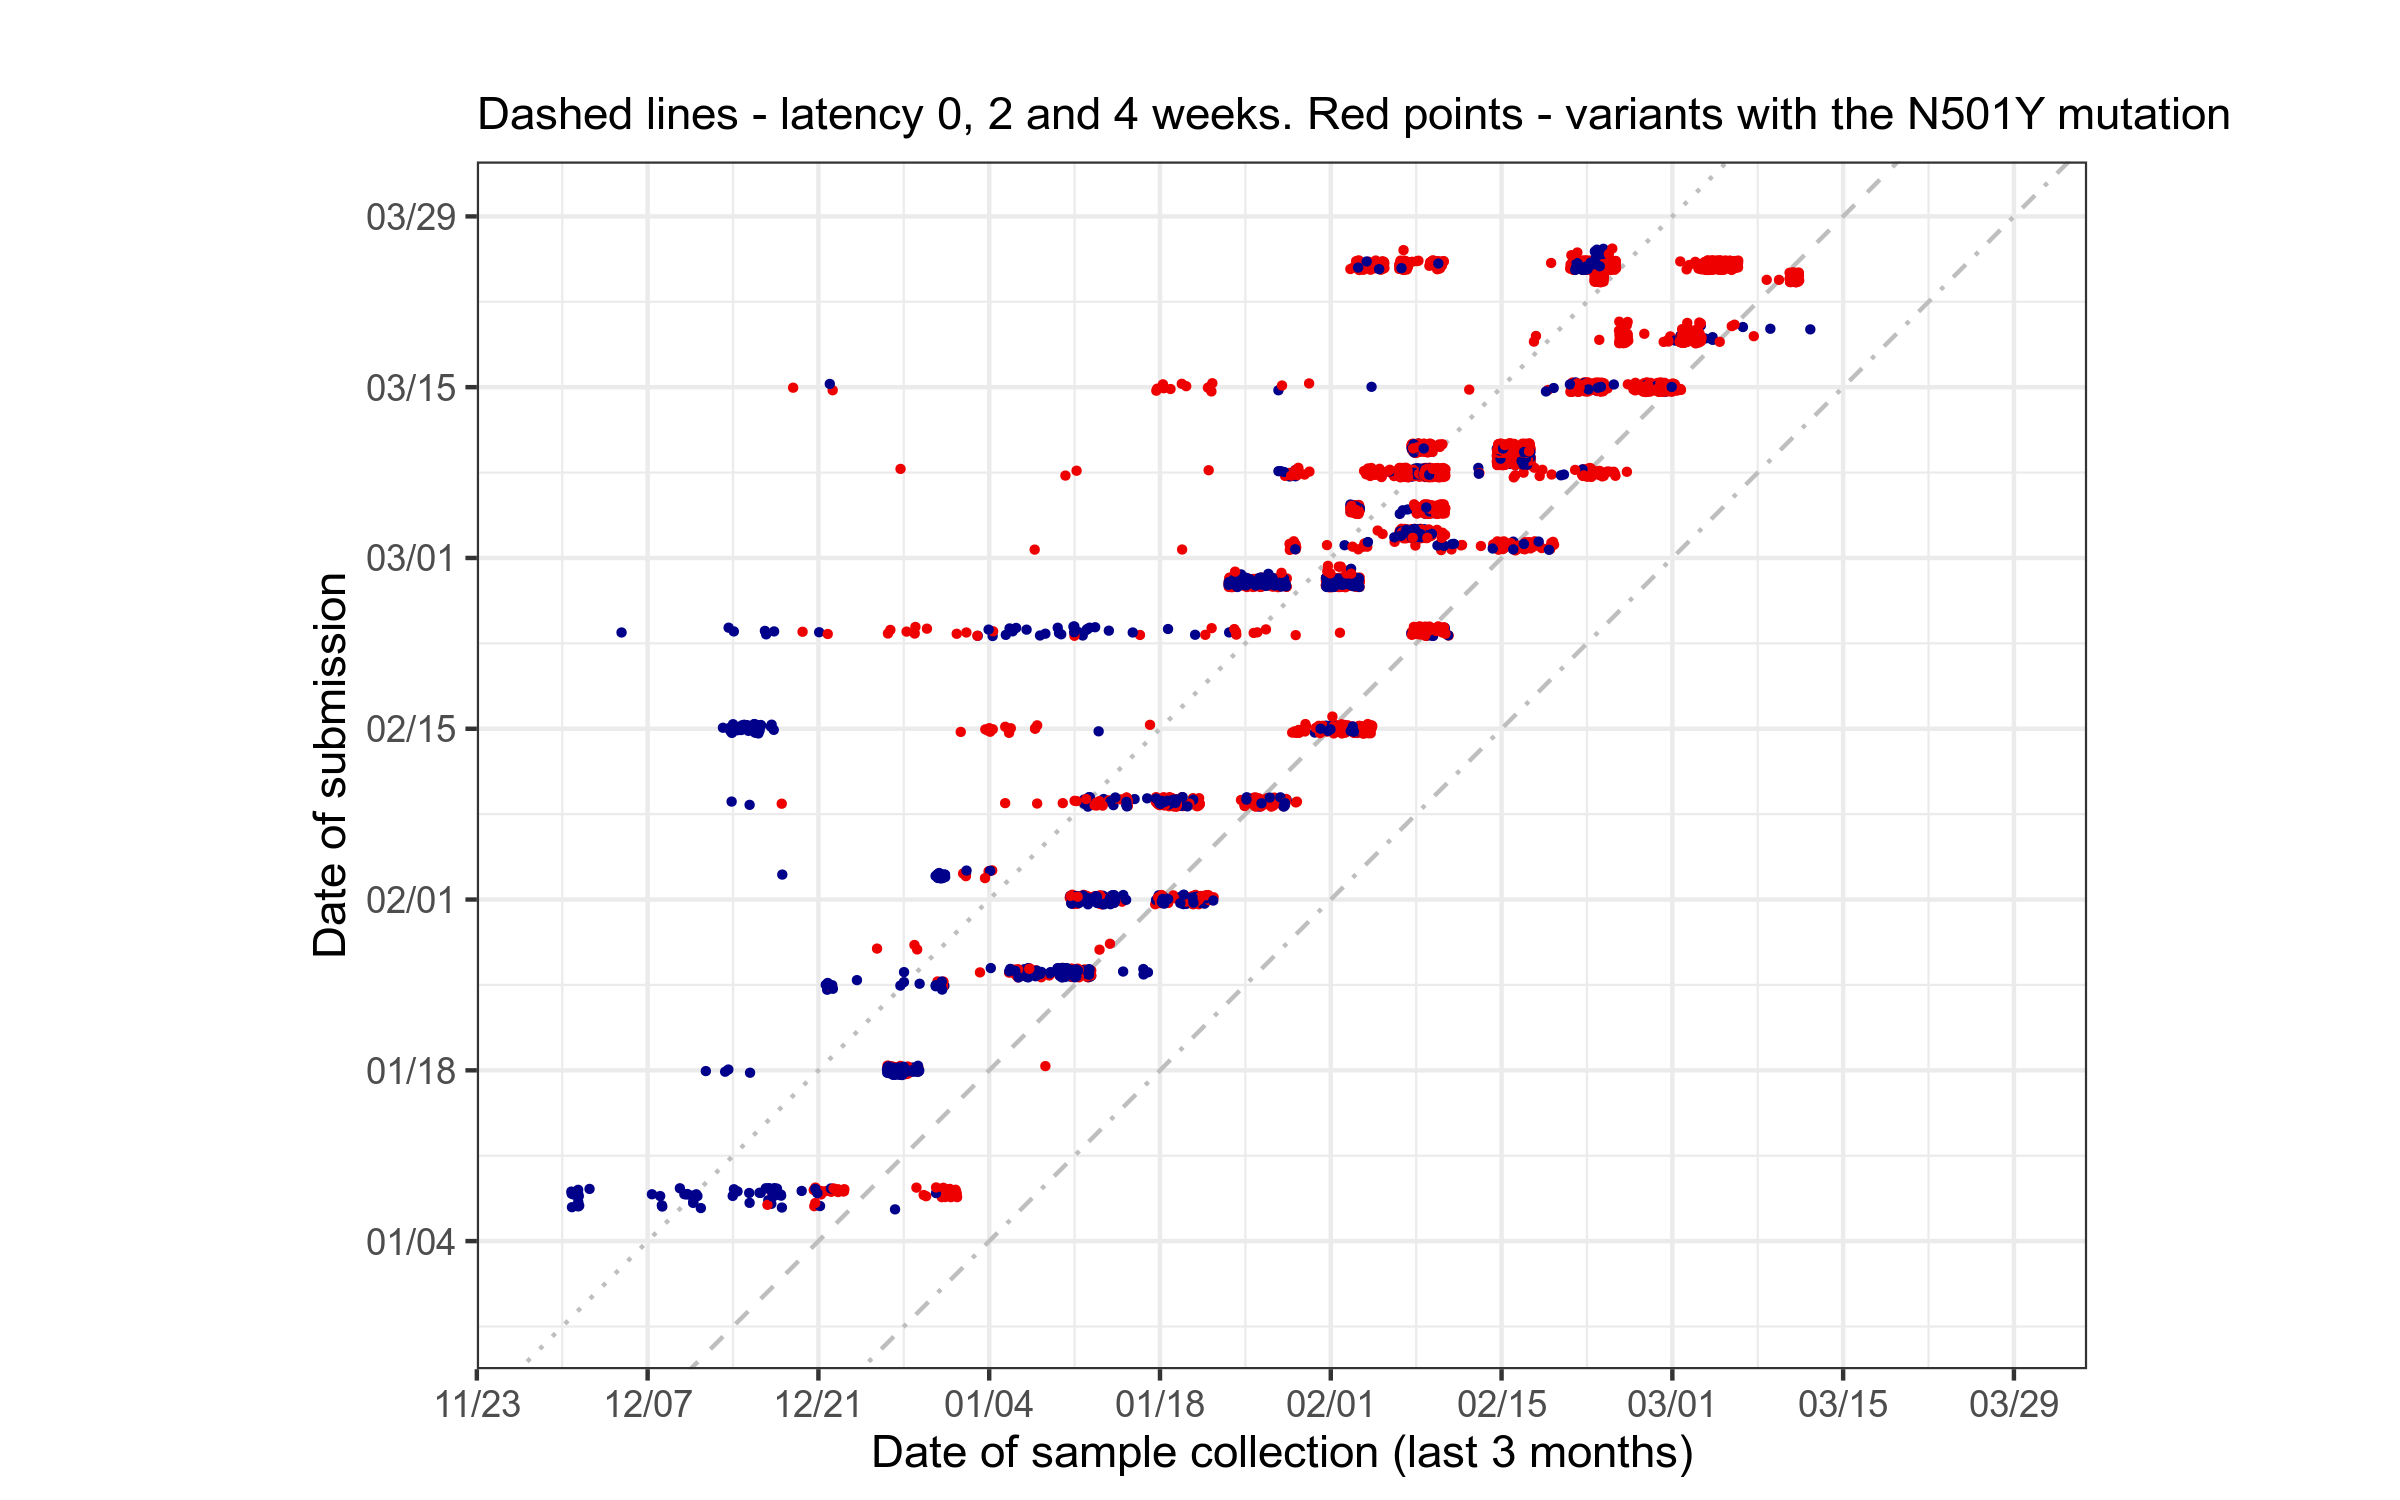 Dashed lines - latency 0, 2 and 4 weeks. Red points - variants with the N501Y mutation
03/29
03/15
03/01
02/15
02/01
01/18
01/04
Date of submission
11/23 12/07 12/21 01/04 01/18 02/01 02/15 03/01 03/15 03/29
Date of sample collection (last 3 months)